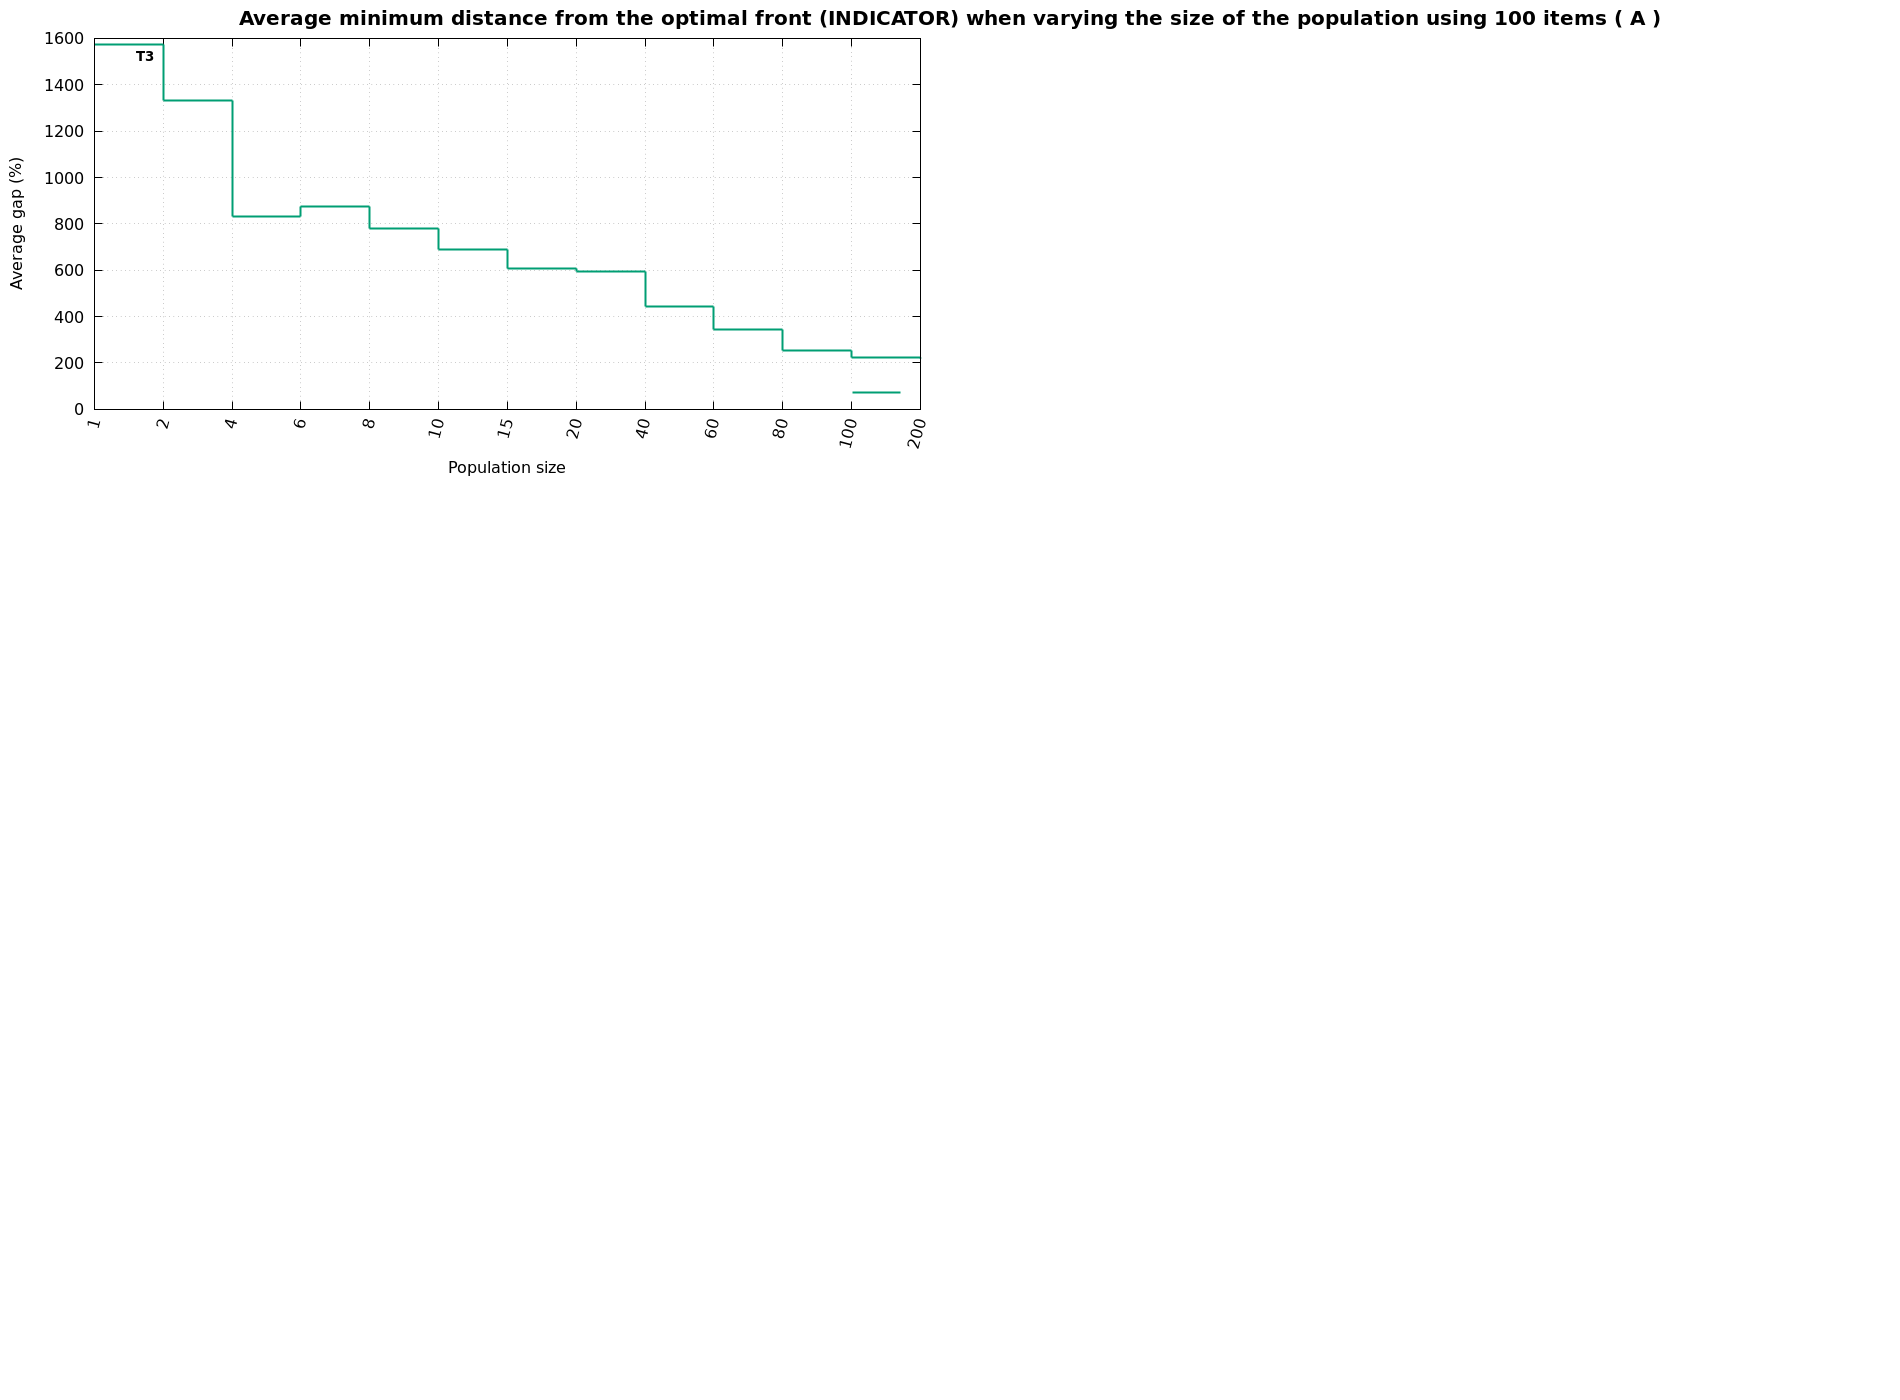 Average minimum distance from the optimal front (INDICATOR) when varying the size of the population using 100 items ( A )
1600
T3
1400
1200
1000
800
600
400
200
0
Average gap (%)
1 2 4 6 8 10 15 20 40 60 80 100 200
Population size